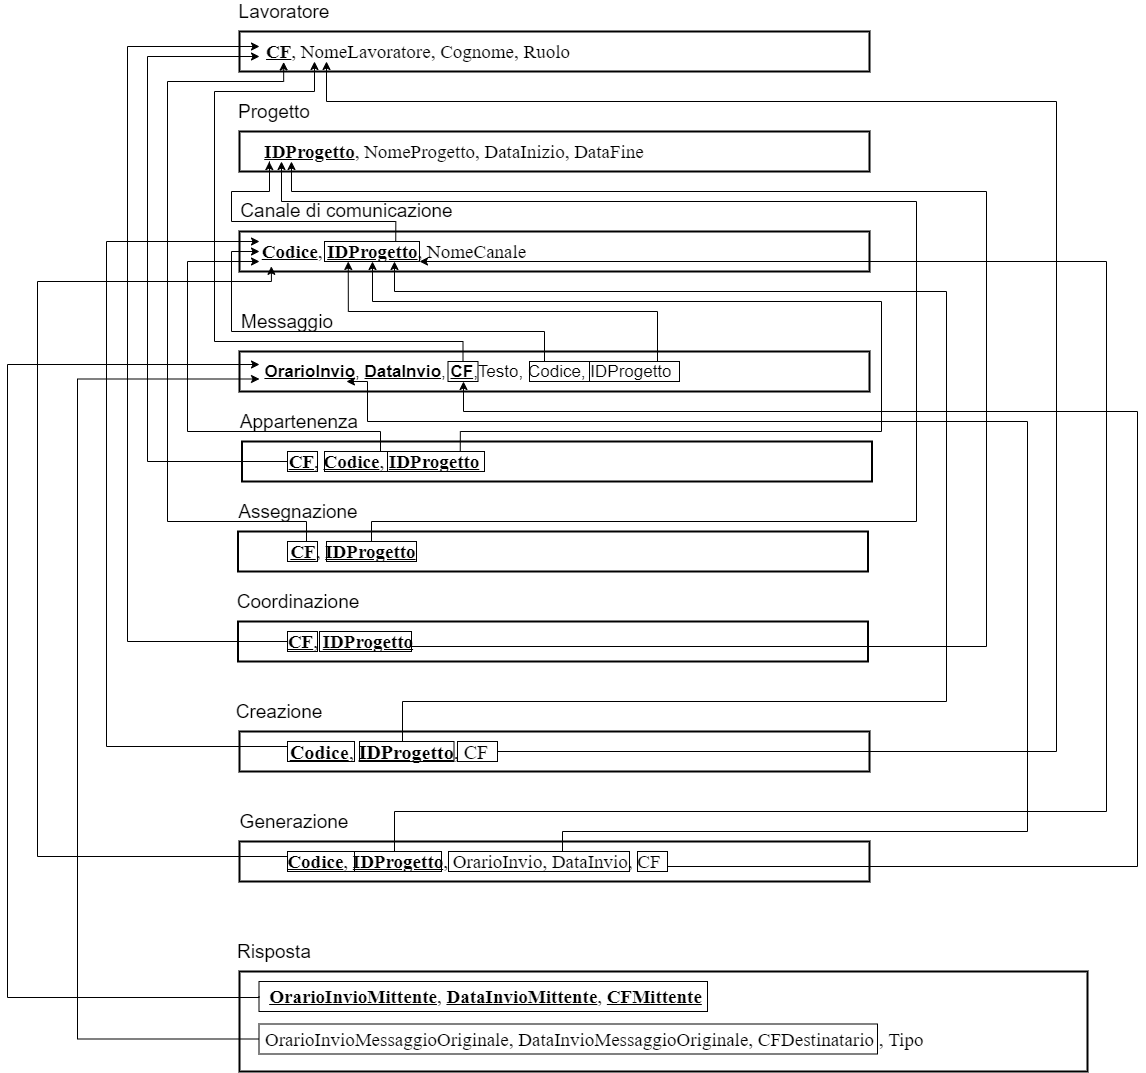 Lavoratore
CF, NomeLavoratore, Cognome, Ruolo
Progetto
IDProgetto, NomeProgetto, DataInizio, DataFine
Canale di comunicazione
Codice, IDProgetto, NomeCanale
Messaggio
OrarioInvio, DataInvio, CF,Testo, Codice, IDProgetto
Appartenenza
CF, Codice, IDProgetto
Assegnazione
CF, IDProgetto
Coordinazione
CF, IDProgetto
Creazione
Codice, IDProgetto, CF
Generazione
Codice, IDProgetto, OrarioInvio, DataInvio, CF
Risposta
OrarioInvioMittente, DataInvioMittente, CFMittente
OrarioInvioMessaggioOriginale, DataInvioMessaggioOriginale, CFDestinatario , Tipo